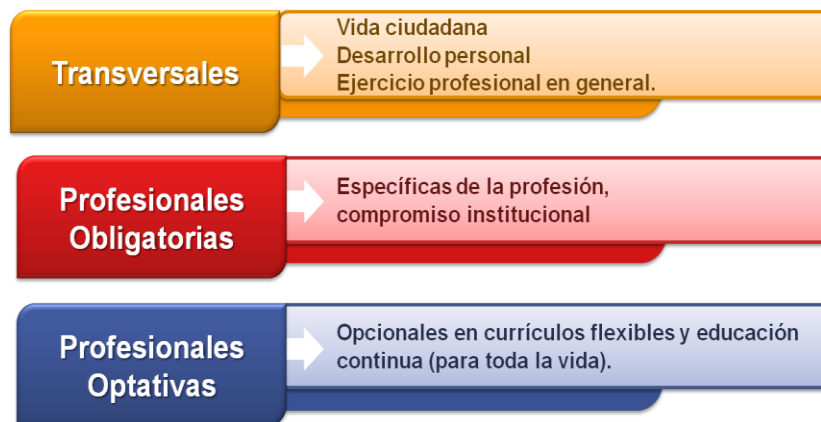 Transversales
Vida ciudadana
Desarrollo personal
Ejercicio profesional en general.
Profesionales
Obligatorias
Específicas de la profesión,
compromiso institucional
Profesionales
Optativas
Opcionales en currículos flexibles y educación
continua (para toda la vida).